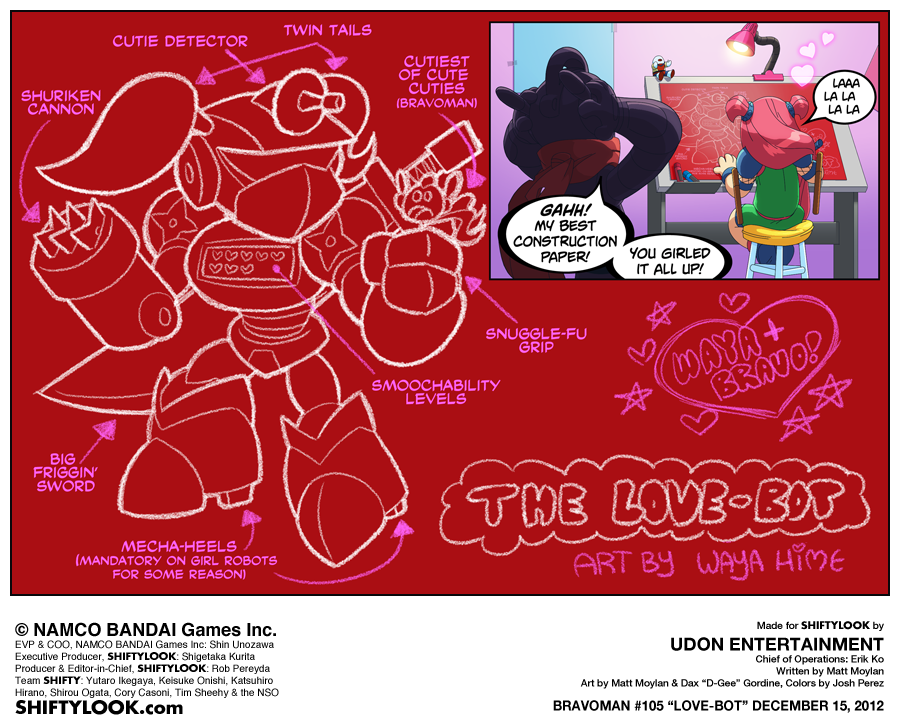 CUTIE DETECTOR
TWIN TAILS
CUTIEST
OF CUTE
CUTIES
(BRAVOMAN)
SHURIKEN
CANNON
LAAA
LA LA
LA LA
GAHH!
MY BEST
CONSTRUCTION
PAPER!
YOU GIRLED
IT ALL UP!
SNUGGLE-FU
GRIP
SMOOCHABILITY
LEVELS
WAYA +
BRAVO!
BIG
FRIGGIN'
SWORD
THE LOVE-BOT
ART BY WAYA HIME
MECHA-HEELS
(MANDATORY ON GIRL ROBOTS
FOR SOME REASON)
© NAMCO BANDAI Games Inc.
EVP & COO, NAMCO BANDAI Games Inc: Shin Unozawa
Executive Producer, SHIFTYLOOK: Shigetaka Kurita
Producer & Editor-in-Chief, SHIFTYLOOK: Rob Pereyda
Team SHIFTY: Yutaro Ikegaya, Keisuke Onishi, Katsuhiro
Hirano, Shirou Ogata, Cory Casoni, Tim Sheehy & the NSO
SHIFTYLOOK.com
Made for SHIFTYLOOK by
UDON ENTERTAINMENT
Chief of Operations: Erik Ko
Written by Matt Moylan
Art by Matt Moylan & Dax "D-Gee" Gordine, Colors by Josh Perez
BRAVOMAN #105 "LOVE-BOT" DECEMBER 15, 2012